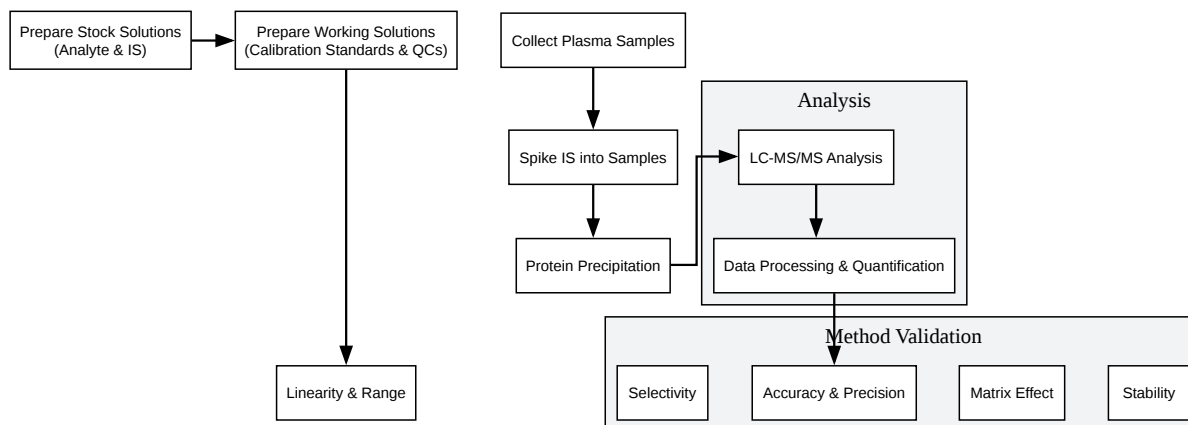 Prepare Stock Solutions
(Analyte & IS)
Prepare Working Solutions
(Calibration Standards & QCs)
Collect Plasma Samples
Analysis
Spike IS into Samples
LC-MS/MS Analysis
Protein Precipitation
Data Processing & Quantification
Method Validation
Linearity & Range
Selectivity
Accuracy & Precision
Matrix Effect
Stability